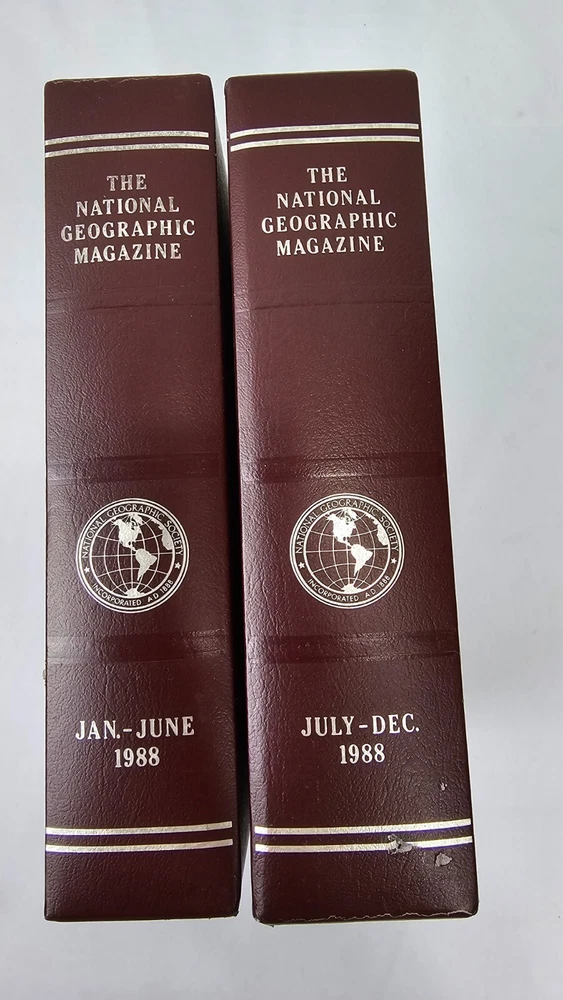 THE
NATIONAL
GEOGRAPHIC
MAGAZINE
NATIONAL GEOGRAPHIC SOCIETY
INCORPORATED A.D. 1888
JAN.-JUNE
1988
THE
NATIONAL
GEOGRAPHIC
MAGAZINE
NATIONAL GEOGRAPHIC SOCIETY
INCORPORATED A.D. 1888
JULY-DEC.
1988